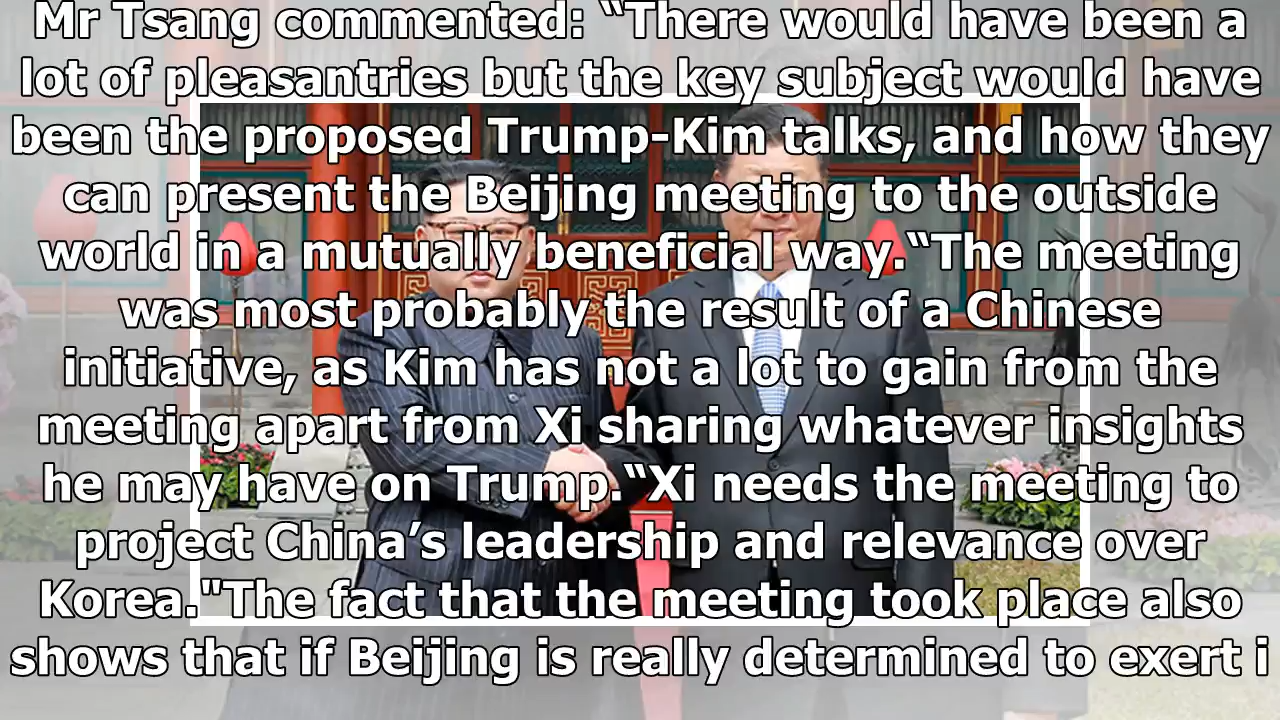 Mr Tsang commented: “There would have been a
lot of pleasantries but the key subject would have
been the proposed Trump-Kim talks, and how they
can present the Beijing meeting to the outside
world in a mutually beneficial way.“The meeting
was most probably the result of a Chinese
initiative, as Kim has not a lot to gain from the
meeting apart from Xi sharing whatever insights
he may have on Trump.“Xi needs the meeting to
project China’s leadership and relevance over
Korea."The fact that the meeting took place also
shows that if Beijing is really determined to exert i